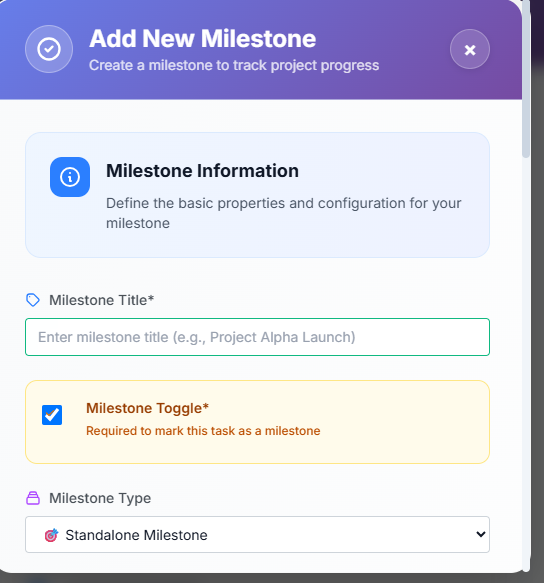 Add New Milestone
Create a milestone to track project progress
Milestone Information
Define the basic properties and configuration for your
milestone
Milestone Title*
Enter milestone title (e.g., Project Alpha Launch)
Milestone Toggle*
Required to mark this task as a milestone
Milestone Type
🎯 Standalone Milestone